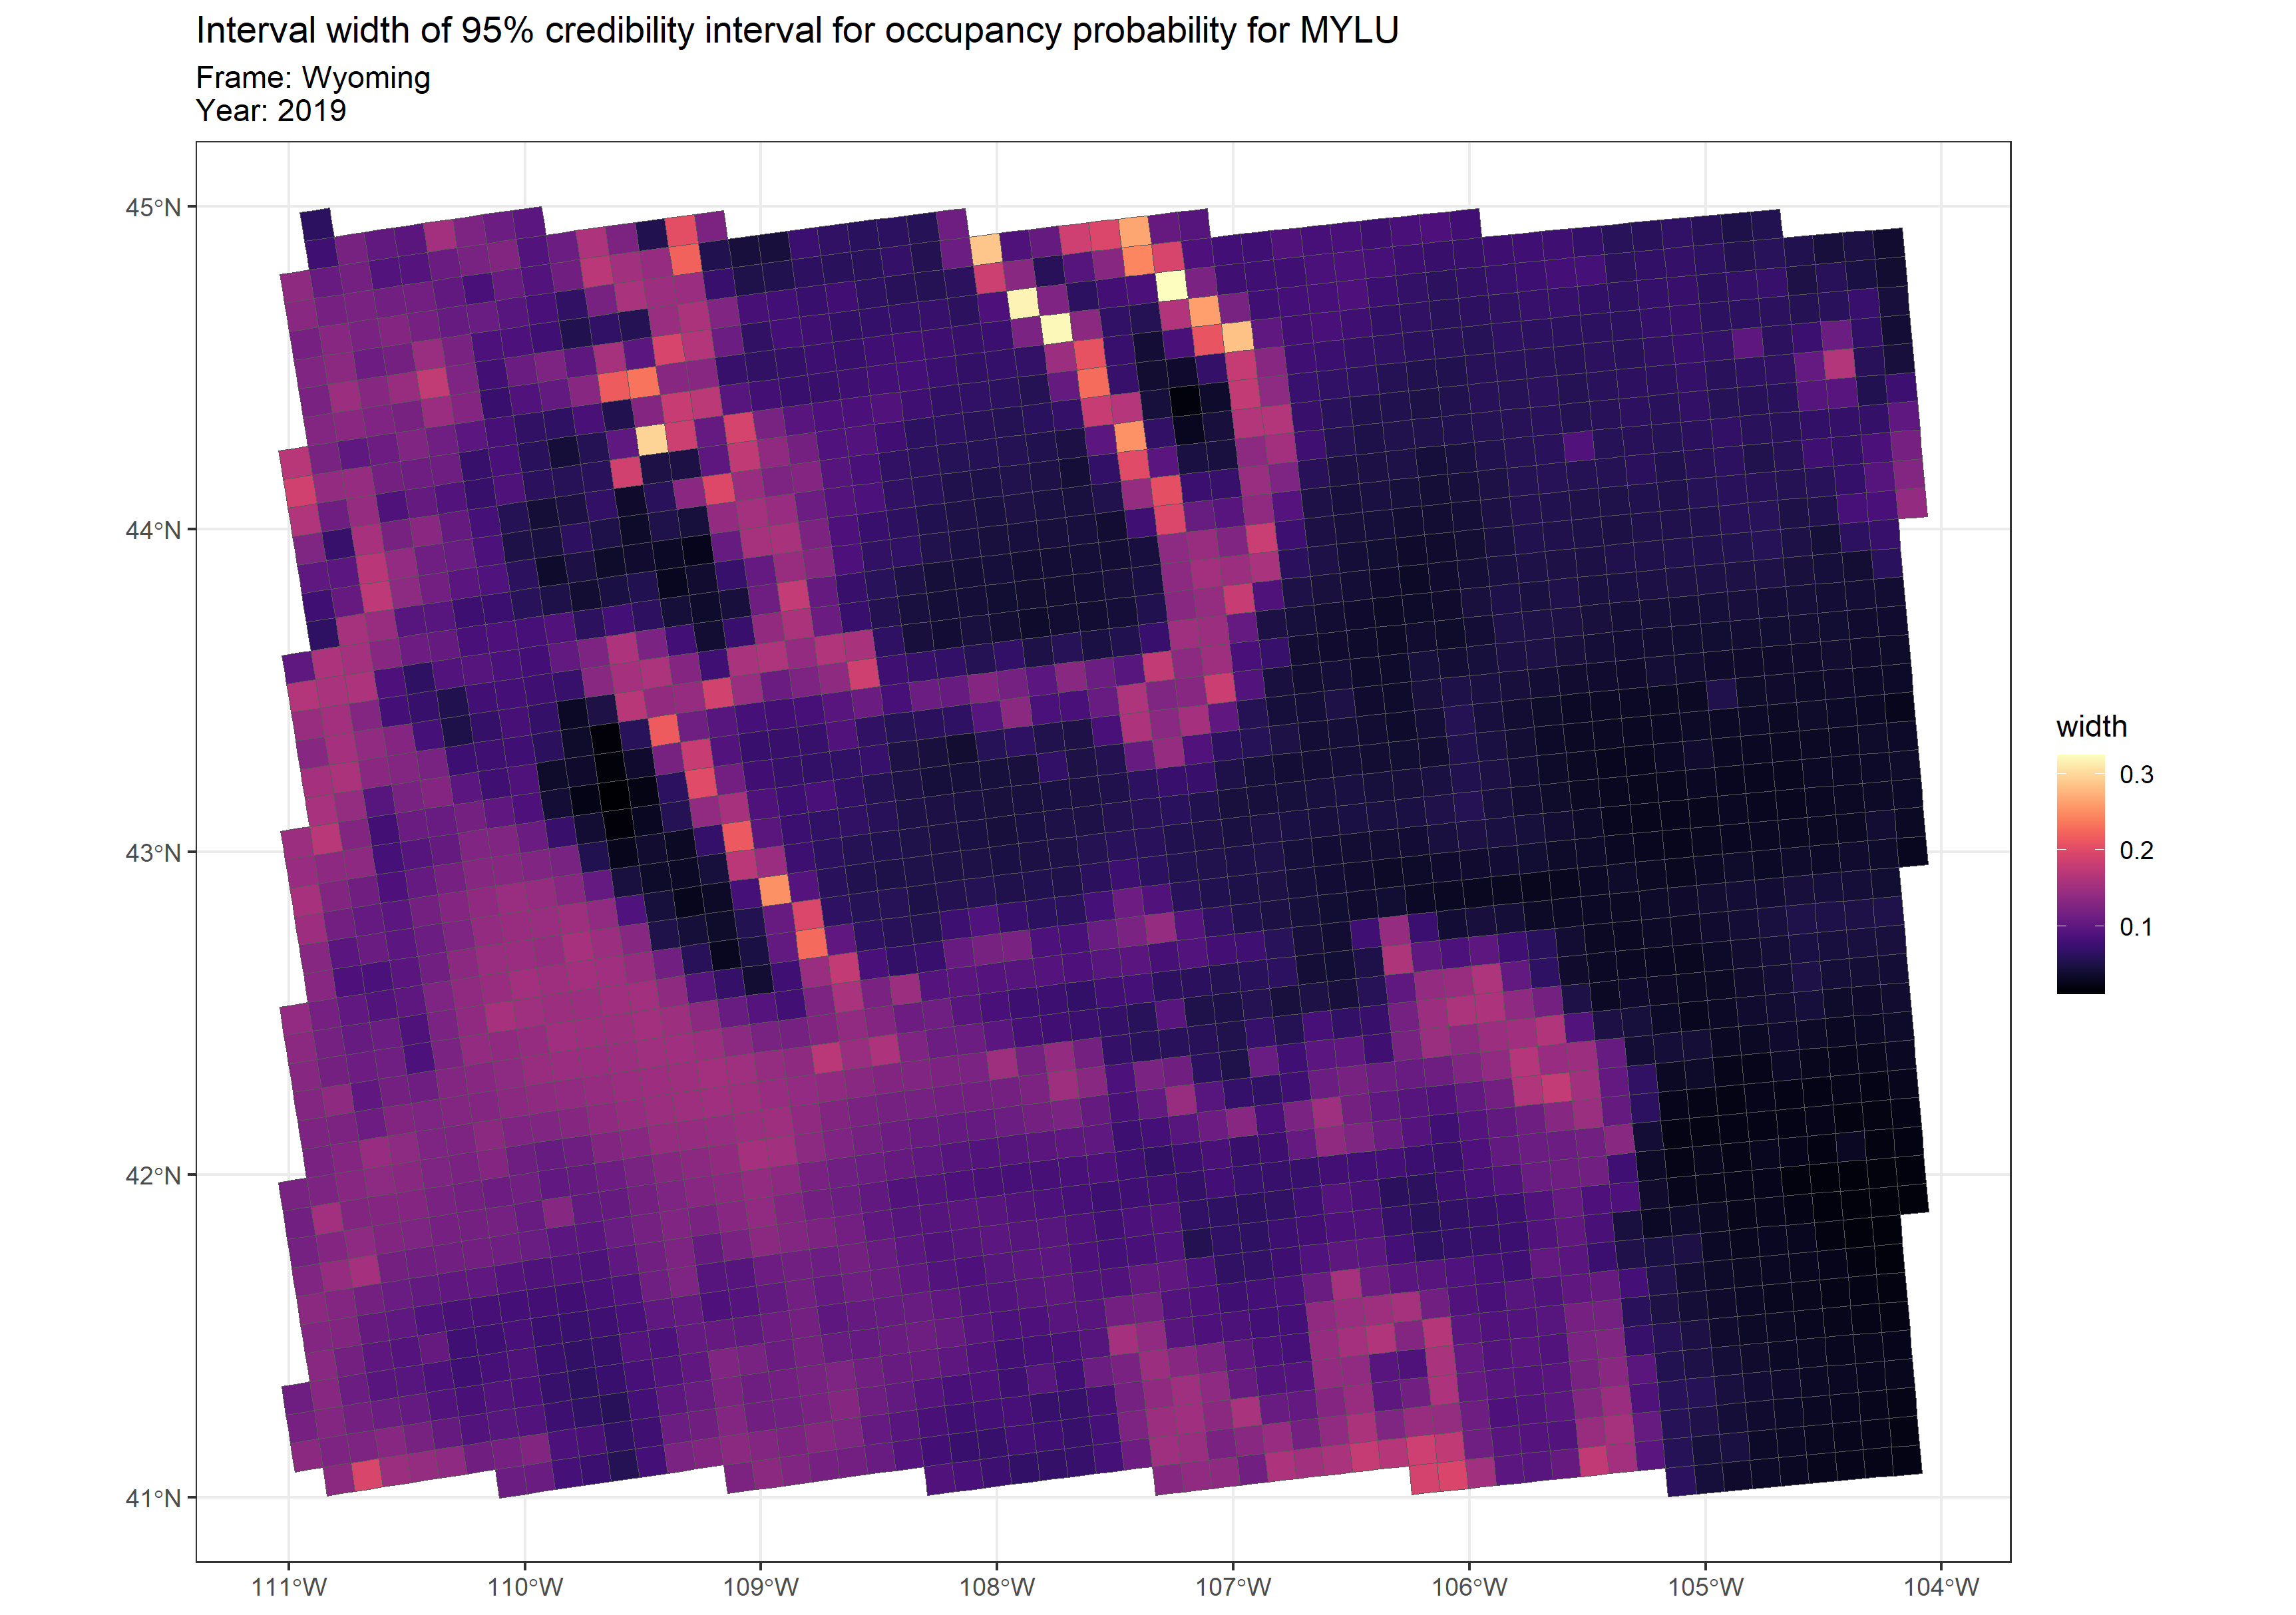 Interval width of 95% credibility interval for occupancy probability for MYLU
Frame: Wyoming
Year: 2019
45°N
44°N
43°N
42°N
41°N
111°W
110°W
109°W
108°W
107°W
106°W
105°W
104°W
width
0.3
0.2
0.1